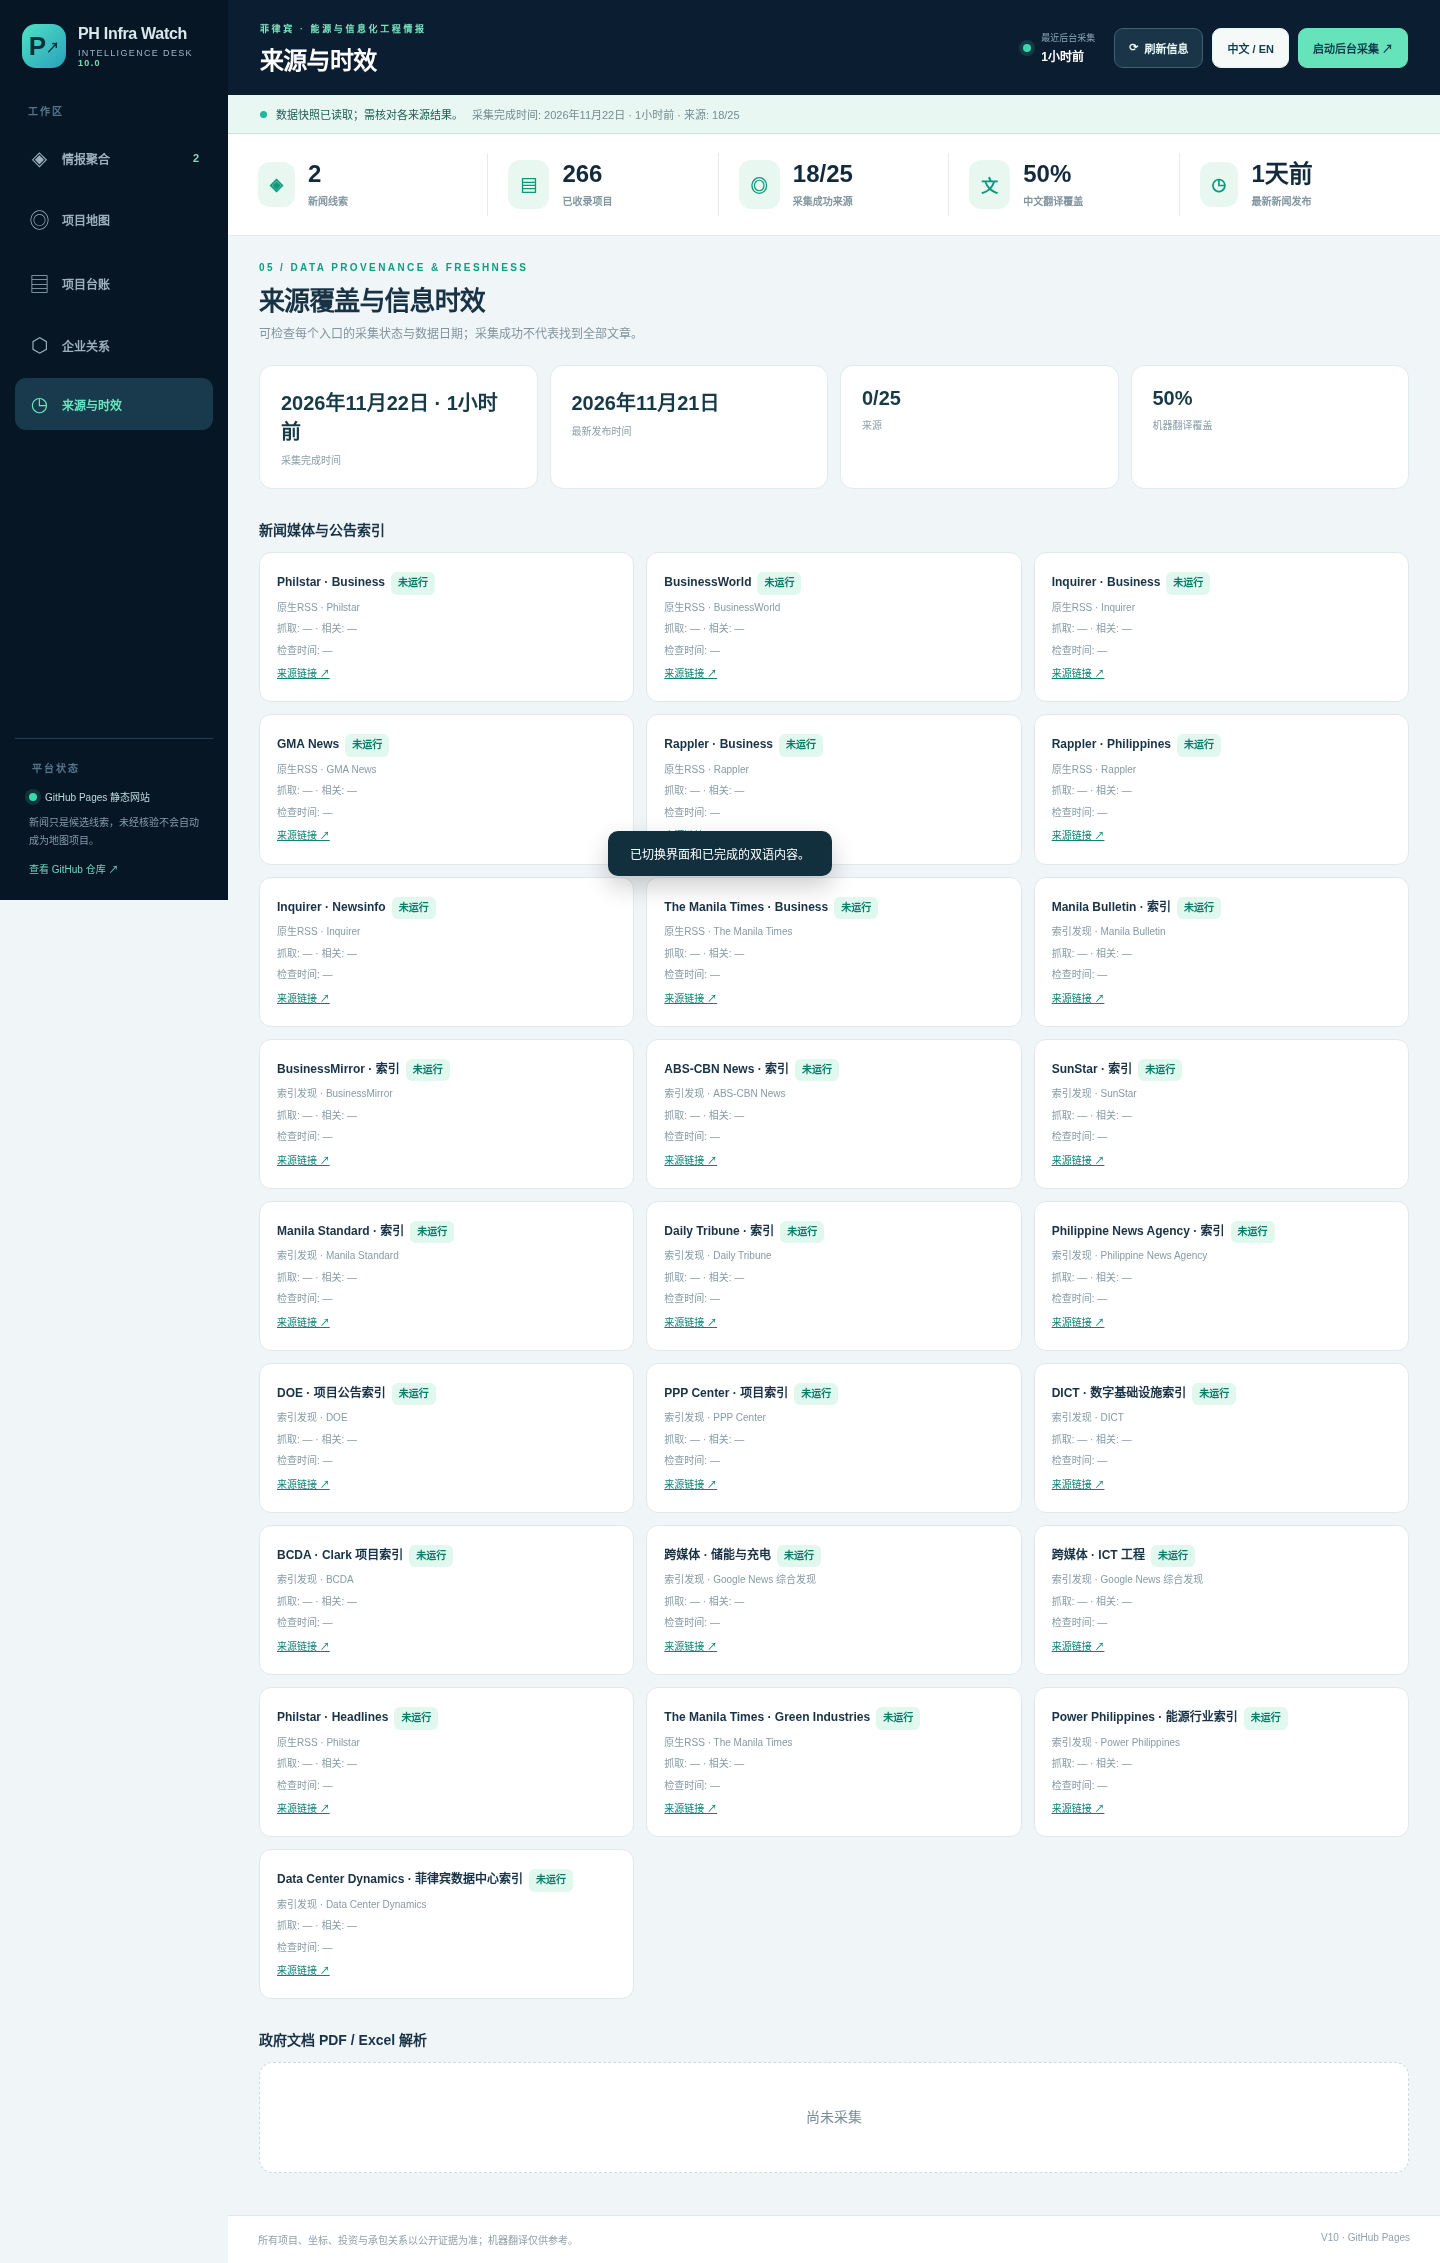 P↗
PH Infra Watch
INTELLIGENCE DESK
10.0
工作区
◈ 情报聚合 2
◎ 项目地图
▤ 项目台账
⬡ 企业关系
◷ 来源与时效
平台状态
GitHub Pages 静态网站
新闻只是候选线索，未经核验不会自动
成为地图项目。
查看 GitHub 仓库 ↗
菲律宾 · 能源与信息化工程情报
来源与时效
最近后台采集
1小时前
⟳ 刷新信息
中文 / EN
启动后台采集 ↗
数据快照已读取；需核对各来源结果。 采集完成时间: 2026年11月22日 · 1小时前 · 来源: 18/25
◈ 2
新闻线索
▤ 266
已收录项目
◎ 18/25
采集成功来源
文 50%
中文翻译覆盖
◷ 1天前
最新新闻发布
05 / DATA PROVENANCE & FRESHNESS
来源覆盖与信息时效
可检查每个入口的采集状态与数据日期；采集成功不代表找到全部文章。
2026年11月22日 · 1小时
前
采集完成时间
2026年11月21日
最新发布时间
0/25
来源
50%
机器翻译覆盖
新闻媒体与公告索引
Philstar · Business 未运行
原生RSS · Philstar
抓取: — · 相关: —
检查时间: —
来源链接 ↗
BusinessWorld 未运行
原生RSS · BusinessWorld
抓取: — · 相关: —
检查时间: —
来源链接 ↗
Inquirer · Business 未运行
原生RSS · Inquirer
抓取: — · 相关: —
检查时间: —
来源链接 ↗
GMA News 未运行
原生RSS · GMA News
抓取: — · 相关: —
检查时间: —
来源链接 ↗
Rappler · Business 未运行
原生RSS · Rappler
抓取: — · 相关: —
检查时间: —
Rappler · Philippines 未运行
原生RSS · Rappler
抓取: — · 相关: —
检查时间: —
来源链接 ↗
已切换界面和已完成的双语内容。
Inquirer · Newsinfo 未运行
原生RSS · Inquirer
抓取: — · 相关: —
检查时间: —
来源链接 ↗
The Manila Times · Business 未运行
原生RSS · The Manila Times
抓取: — · 相关: —
检查时间: —
来源链接 ↗
Manila Bulletin · 索引 未运行
索引发现 · Manila Bulletin
抓取: — · 相关: —
检查时间: —
来源链接 ↗
BusinessMirror · 索引 未运行
索引发现 · BusinessMirror
抓取: — · 相关: —
检查时间: —
来源链接 ↗
ABS-CBN News · 索引 未运行
索引发现 · ABS-CBN News
抓取: — · 相关: —
检查时间: —
来源链接 ↗
SunStar · 索引 未运行
索引发现 · SunStar
抓取: — · 相关: —
检查时间: —
来源链接 ↗
Manila Standard · 索引 未运行
索引发现 · Manila Standard
抓取: — · 相关: —
检查时间: —
来源链接 ↗
Daily Tribune · 索引 未运行
索引发现 · Daily Tribune
抓取: — · 相关: —
检查时间: —
来源链接 ↗
Philippine News Agency · 索引 未运行
索引发现 · Philippine News Agency
抓取: — · 相关: —
检查时间: —
来源链接 ↗
DOE · 项目公告索引 未运行
索引发现 · DOE
抓取: — · 相关: —
检查时间: —
来源链接 ↗
PPP Center · 项目索引 未运行
索引发现 · PPP Center
抓取: — · 相关: —
检查时间: —
来源链接 ↗
DICT · 数字基础设施索引 未运行
索引发现 · DICT
抓取: — · 相关: —
检查时间: —
来源链接 ↗
BCDA · Clark 项目索引 未运行
索引发现 · BCDA
抓取: — · 相关: —
检查时间: —
来源链接 ↗
跨媒体 · 储能与充电 未运行
索引发现 · Google News 综合发现
抓取: — · 相关: —
检查时间: —
来源链接 ↗
跨媒体 · ICT 工程 未运行
索引发现 · Google News 综合发现
抓取: — · 相关: —
检查时间: —
来源链接 ↗
Philstar · Headlines 未运行
原生RSS · Philstar
抓取: — · 相关: —
检查时间: —
来源链接 ↗
The Manila Times · Green Industries 未运行
原生RSS · The Manila Times
抓取: — · 相关: —
检查时间: —
来源链接 ↗
Power Philippines · 能源行业索引 未运行
索引发现 · Power Philippines
抓取: — · 相关: —
检查时间: —
来源链接 ↗
Data Center Dynamics · 菲律宾数据中心索引 未运行
索引发现 · Data Center Dynamics
抓取: — · 相关: —
检查时间: —
来源链接 ↗
政府文档 PDF / Excel 解析
尚未采集
所有项目、坐标、投资与承包关系以公开证据为准；机器翻译仅供参考。
V10 · GitHub Pages